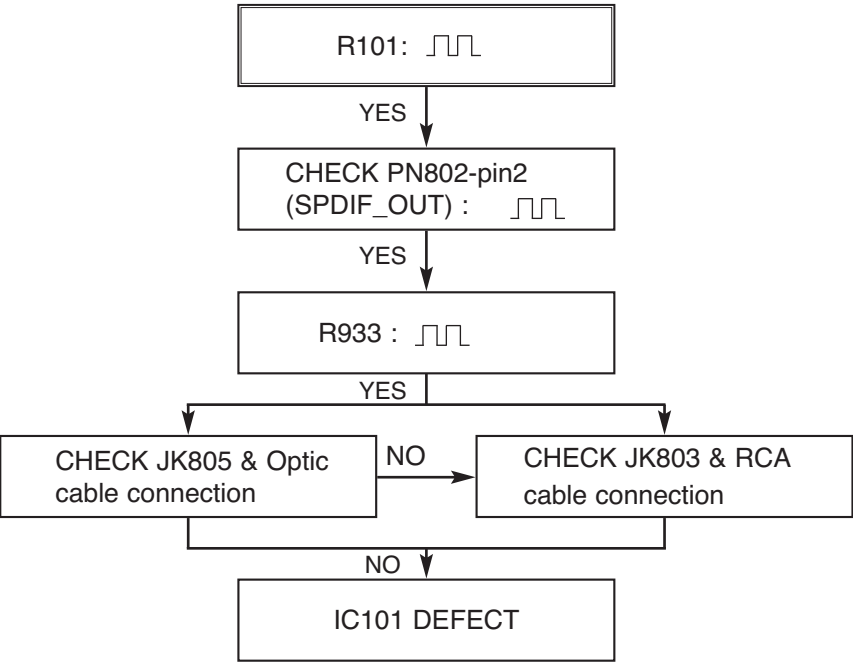 R101:
YES
CHECK PN802-pin2
(SPDIF_OUT) :
YES
R933 :
YES
CHECK JK805 & Optic
cable connection
NO
CHECK JK803 & RCA
cable connection
NO
IC101 DEFECT